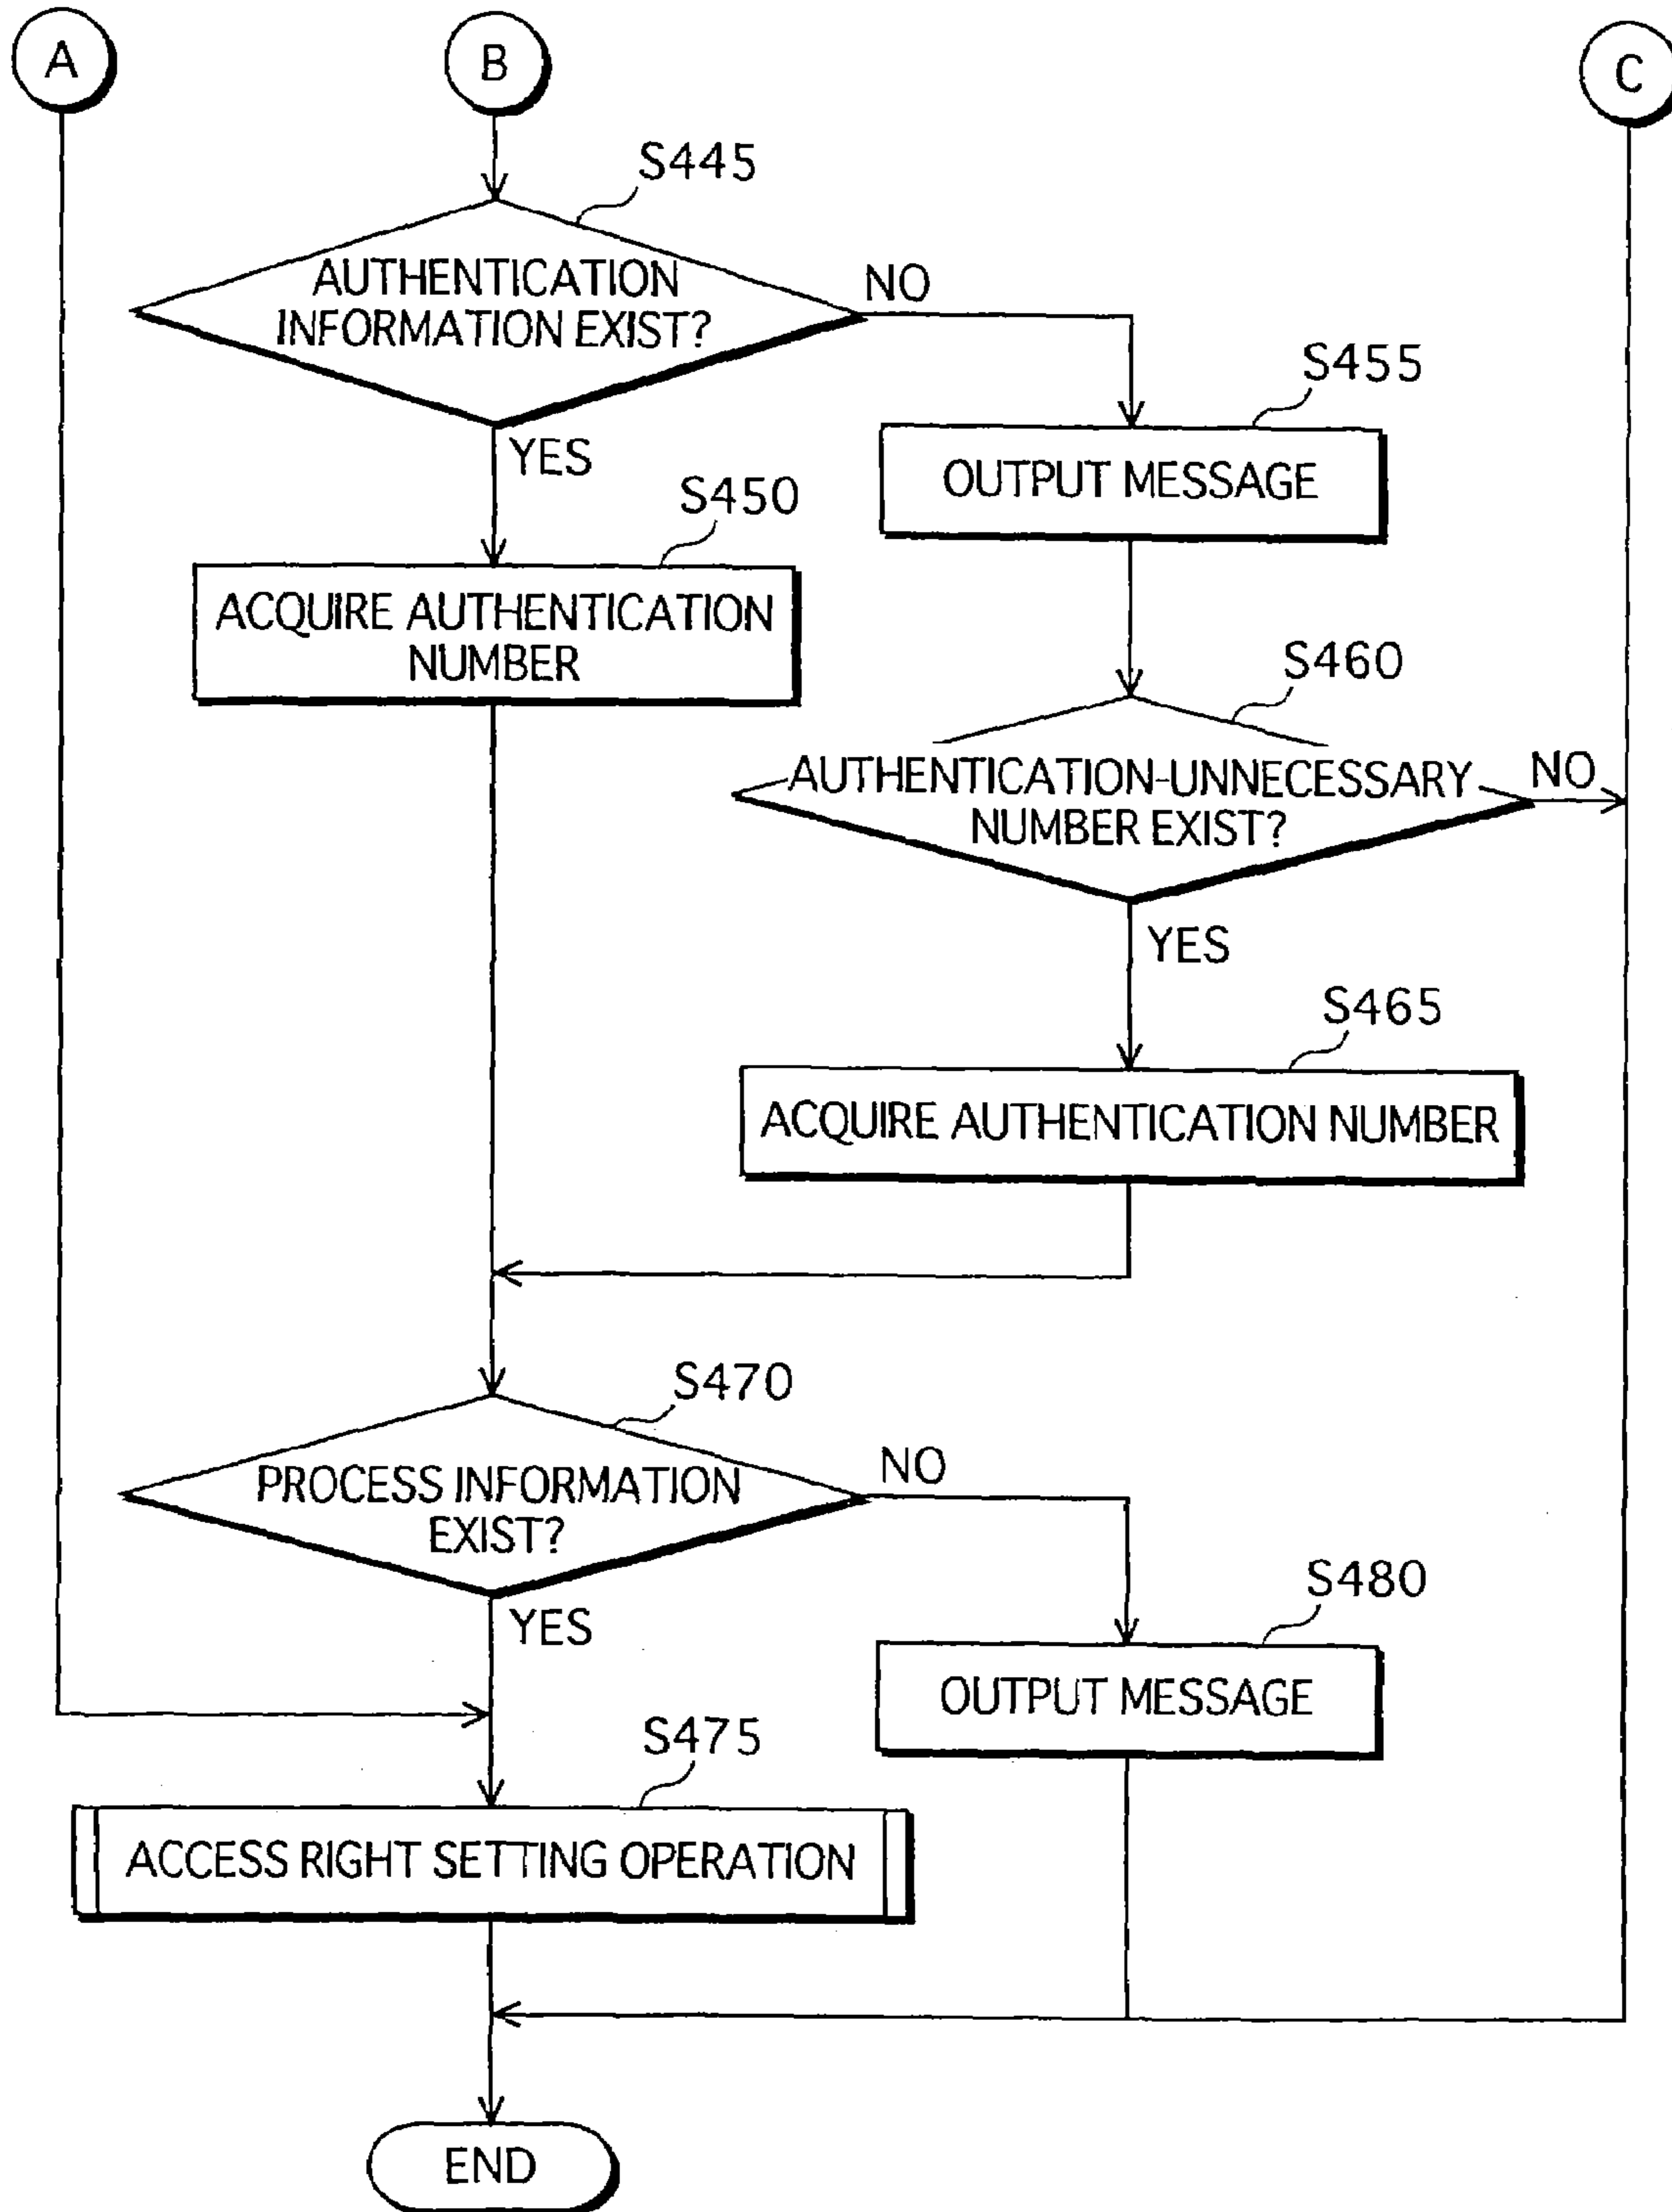 A
B
C
S445
AUTHENTICATION
INFORMATION EXIST?
NO
YES
S455
OUTPUT MESSAGE
S450
ACQUIRE AUTHENTICATION
NUMBER
S460
AUTHENTICATION-UNNECESSARY
NUMBER EXIST?
NO
YES
S465
ACQUIRE AUTHENTICATION NUMBER
S470
PROCESS INFORMATION
EXIST?
NO
YES
S480
OUTPUT MESSAGE
S475
ACCESS RIGHT SETTING OPERATION
END